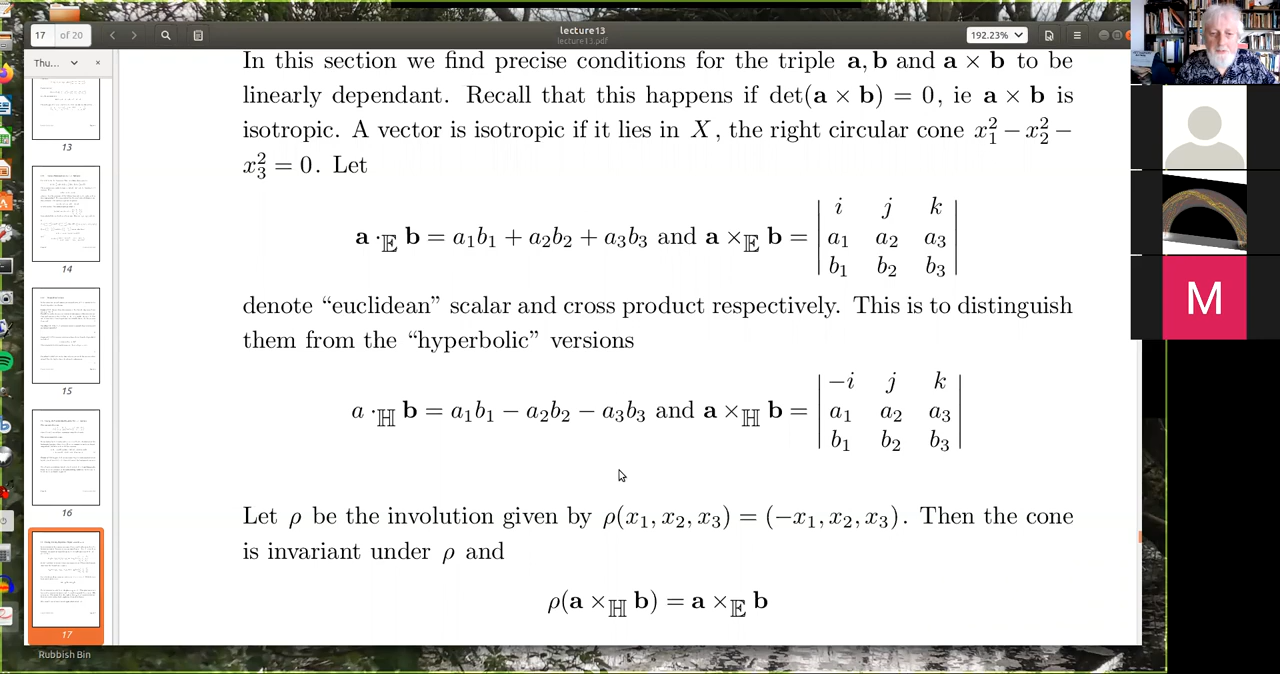 17 of 20
lecture13
lecture13.pdf
192.23%
Thu...
13
14
15
16
17
Rubbish Bin
In this section we find precise conditions for the triple a, b and a × b to be
linearly dependant. Recall that this happens if det(a × b) = 0, ie a × b is
isotropic. A vector is isotropic if it lies in X, the right circular cone x₁² − x₂² −
x₃² = 0. Let
a ·𝔼 b = a₁b₁ + a₂b₂ + a₃b₃ and a ×𝔼 b = | i j k |
| a₁ a₂ a₃ |
| b₁ b₂ b₃ |
denote “euclidean” scalar and cross product respectively. This is to distinguish
them from the “hyperbolic” versions
a ·ℍ b = a₁b₁ − a₂b₂ − a₃b₃ and a ×ℍ b = | −i j k |
| a₁ a₂ a₃ |
| b₁ b₂ b₃ |
Let ρ be the involution given by ρ(x₁, x₂, x₃) = (−x₁, x₂, x₃). Then the cone
is invariant under ρ and
ρ(a ×ℍ b) = a ×𝔼 b
M